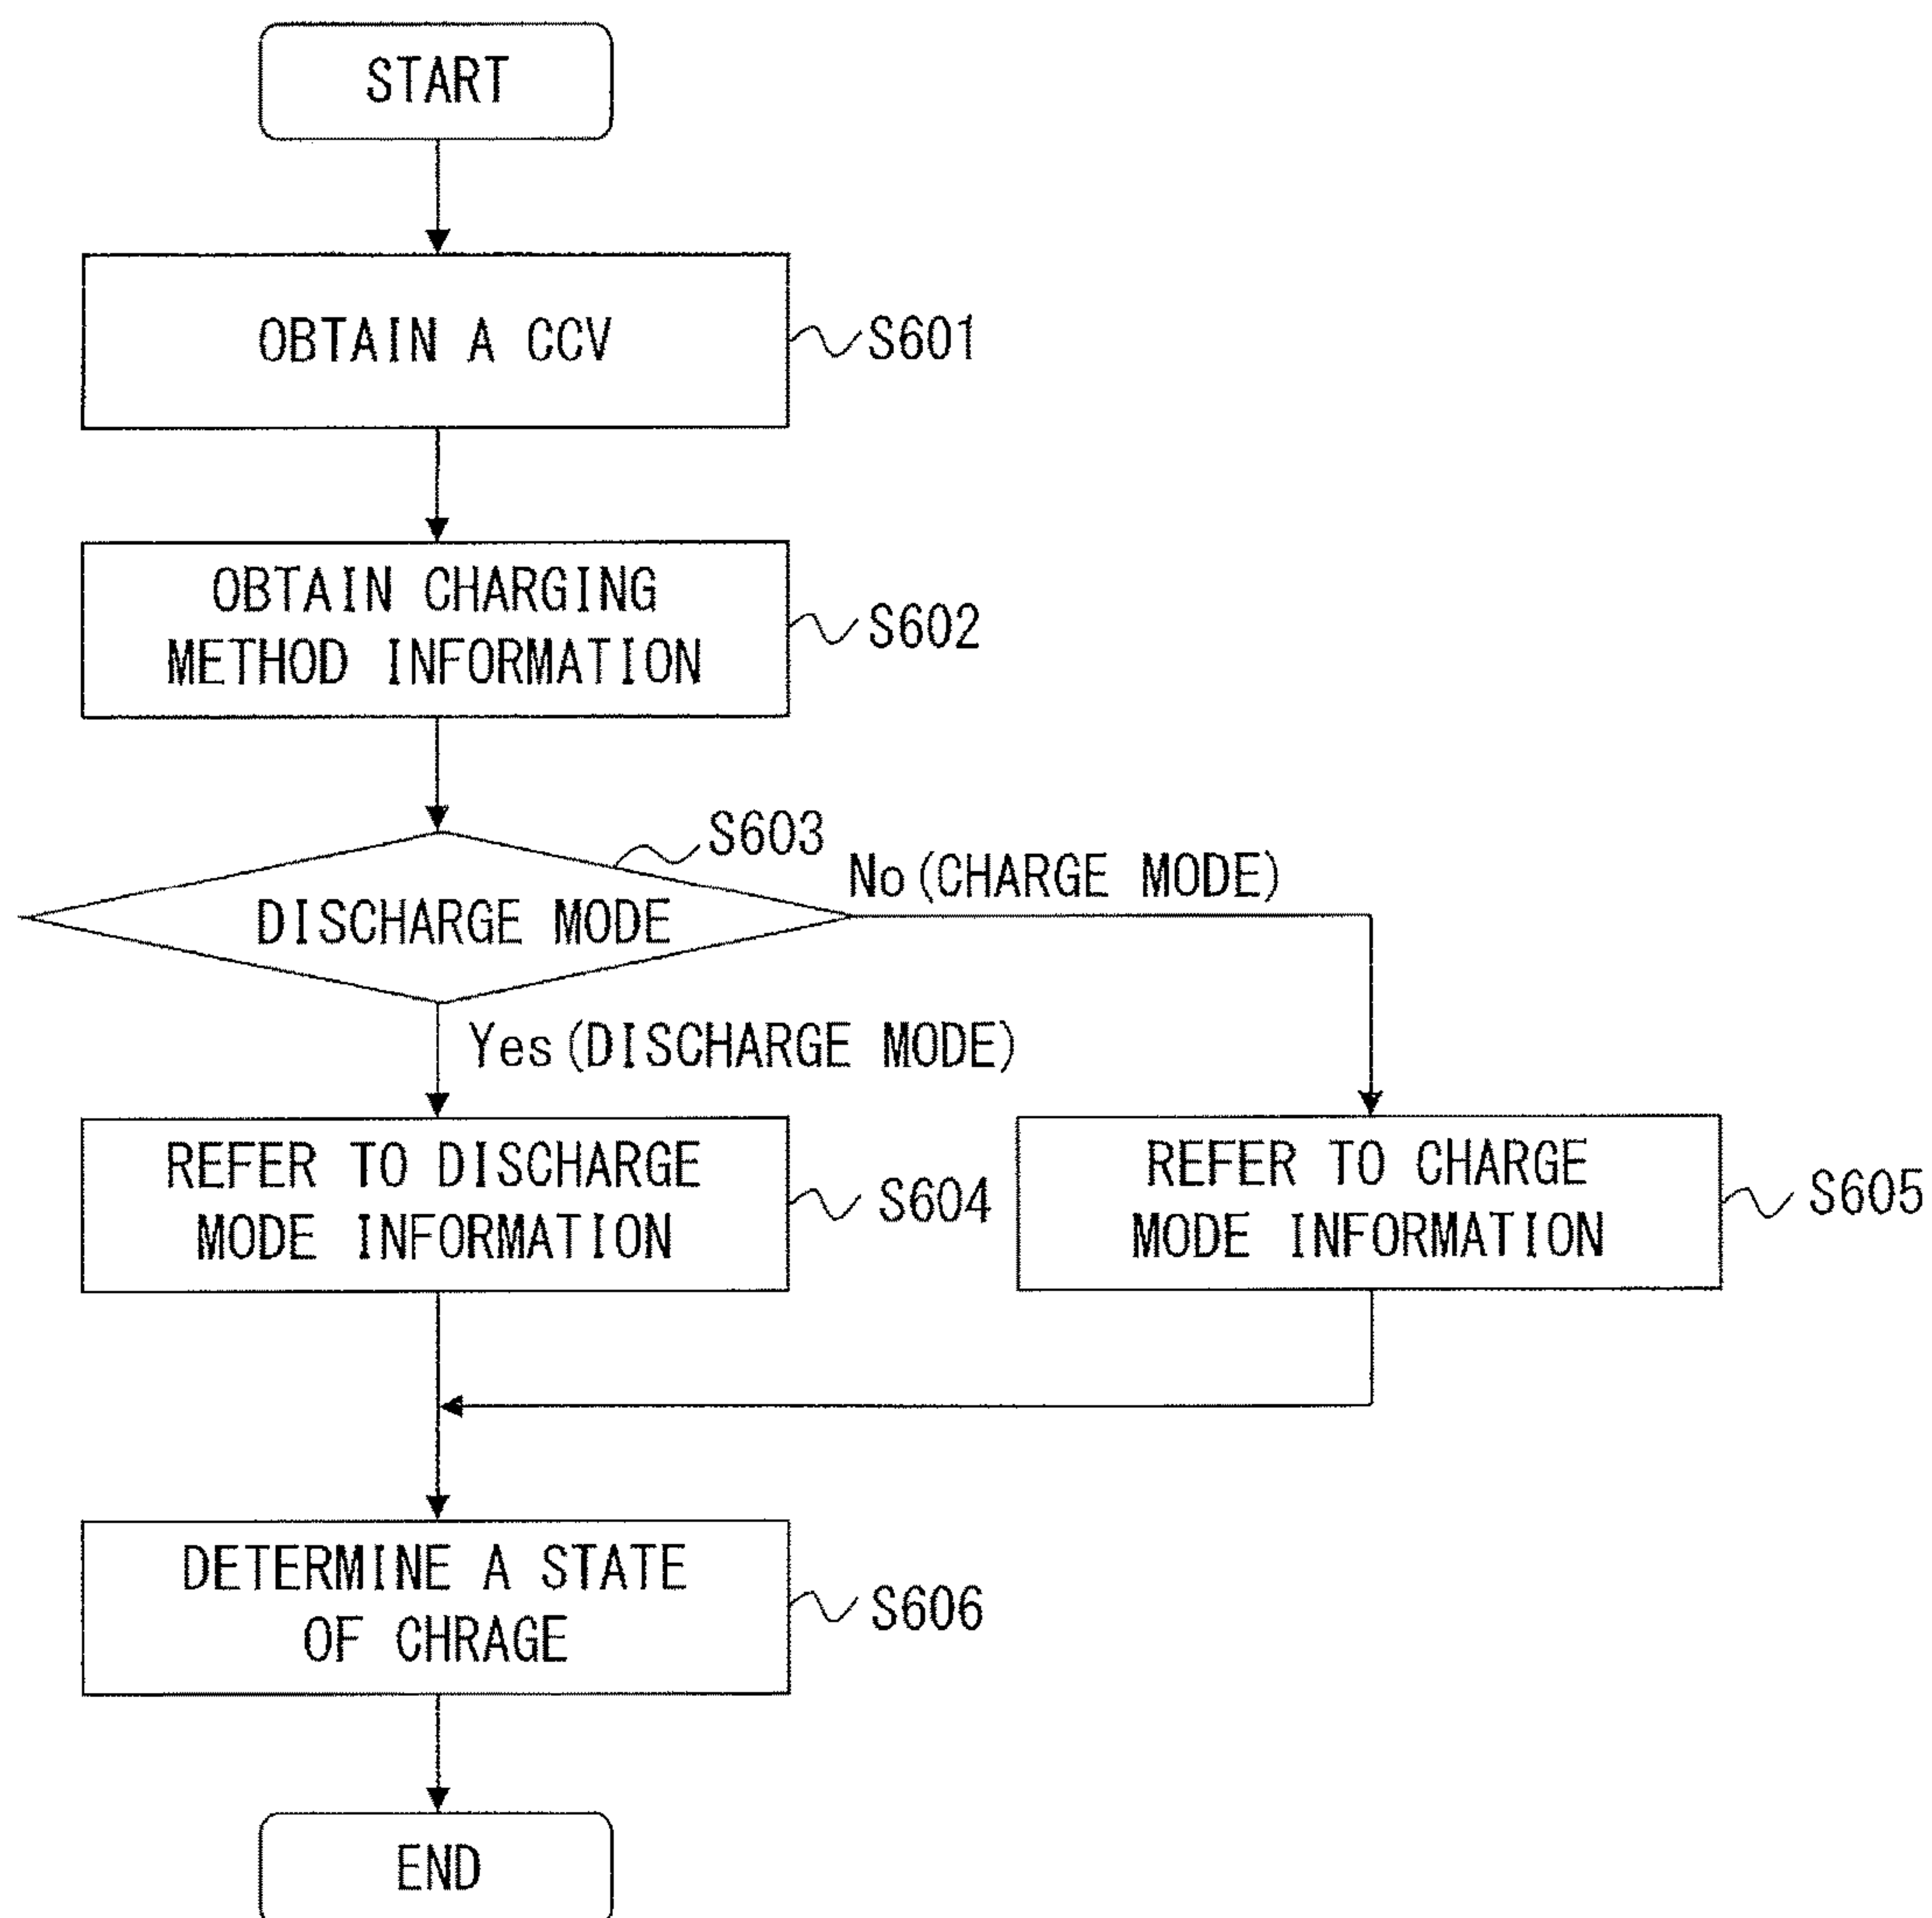 START
OBTAIN A CCV
S601
OBTAIN CHARGING
METHOD INFORMATION
S602
S603
DISCHARGE MODE
No (CHARGE MODE)
Yes (DISCHARGE MODE)
REFER TO DISCHARGE
MODE INFORMATION
S604
REFER TO CHARGE
MODE INFORMATION
S605
DETERMINE A STATE
OF CHRAGE
S606
END